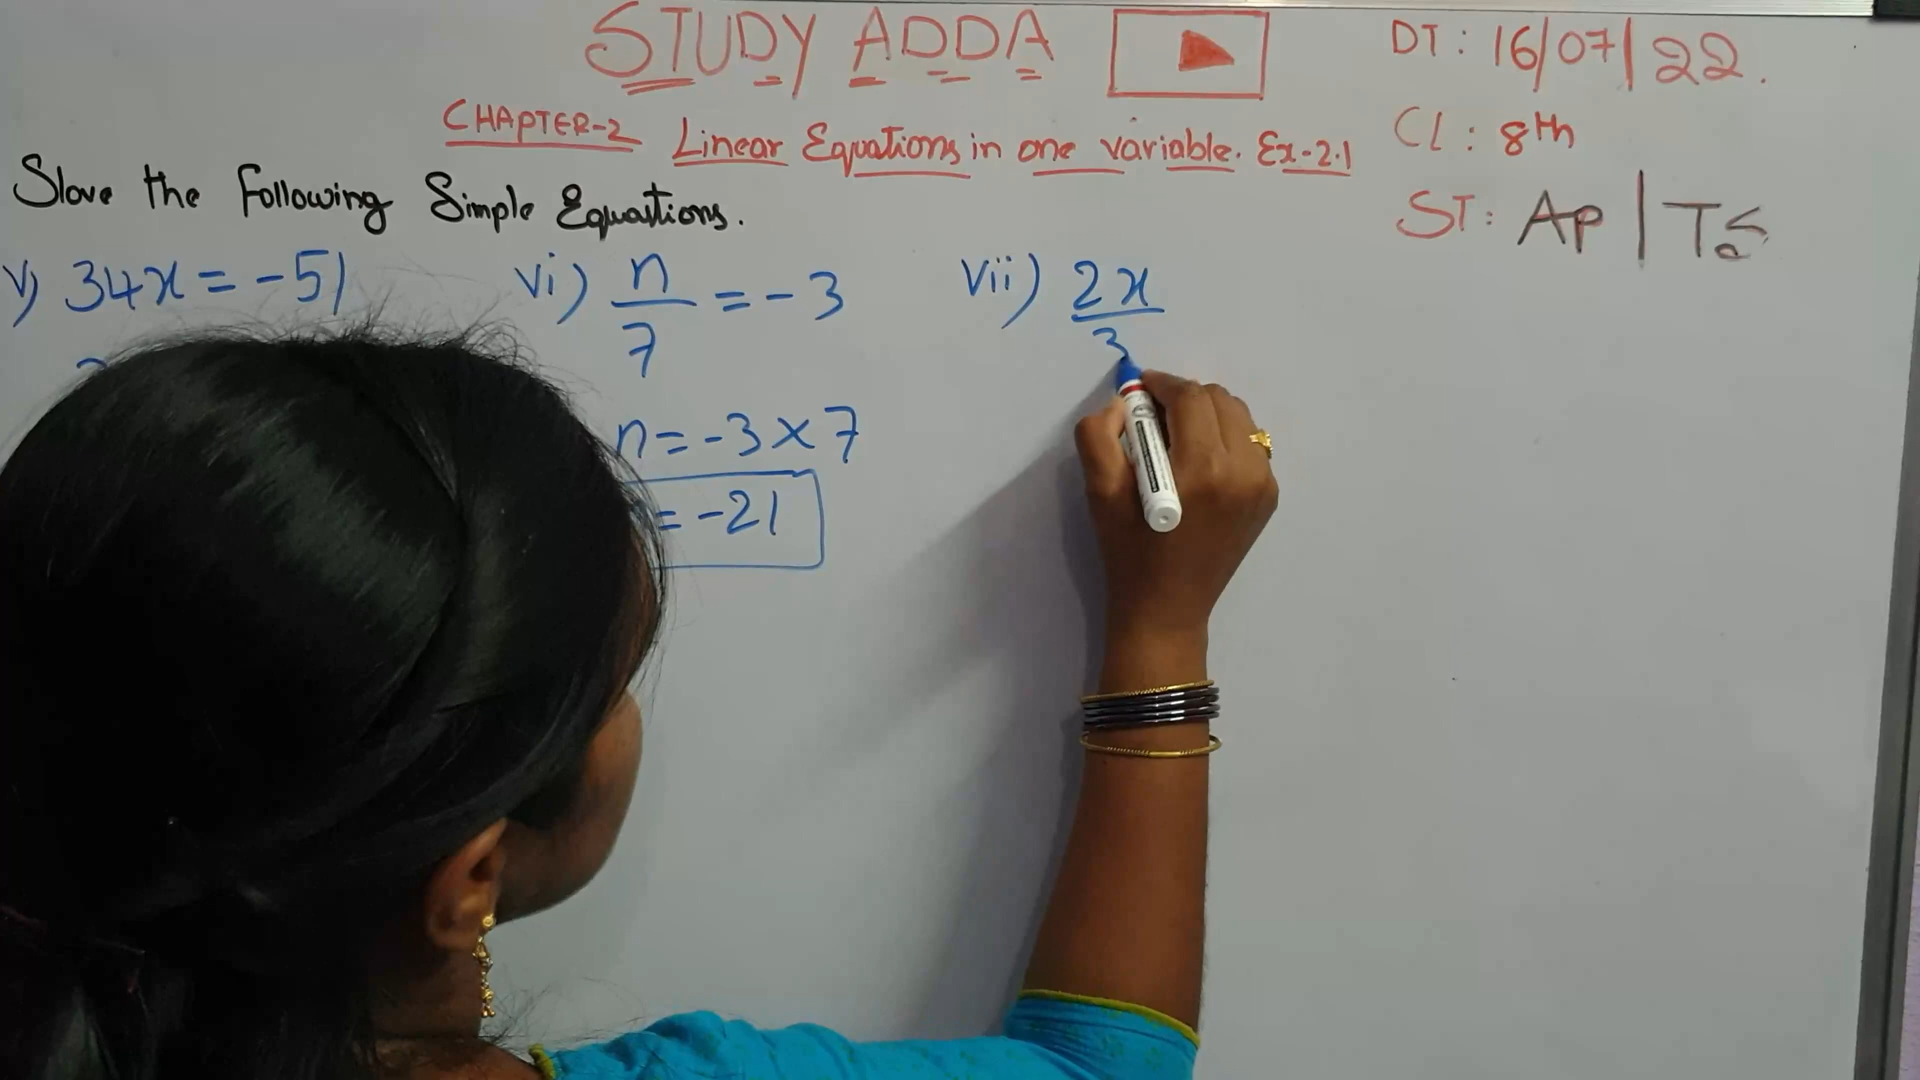 STUDY ADDA
DT: 16/07/22.
CHAPTER-2 Linear Equations in one variable. Ex-2.1
CL: 8th
Slove the Following Simple Equastions.
ST: AP | TS
v) 34x = -51
vi) n/7 = -3
n = -3 × 7
= -21
vii) 2x/3